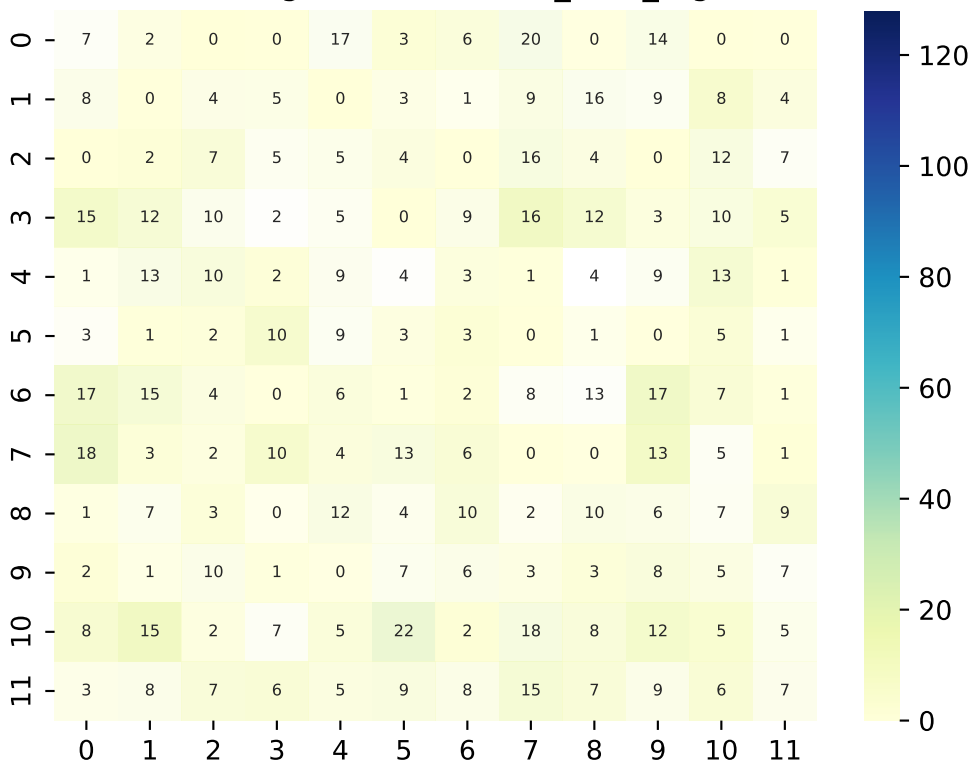 0 7 2 0 0 17 3 6 20 0 14 0 0
120
1 8 0 4 5 0 3 1 9 16 9 8 4
100
2 0 2 7 5 5 4 0 16 4 0 12 7
3 15 12 10 2 5 0 9 16 12 3 10 5
4 1 13 10 2 9 4 3 1 4 9 13 1
80
5 3 1 2 10 9 3 3 0 1 0 5 1
60
6 17 15 4 0 6 1 2 8 13 17 7 1
7 18 3 2 10 4 13 6 0 0 13 5 1
40
8 1 7 3 0 12 4 10 2 10 6 7 9
9 2 1 10 1 0 7 6 3 3 8 5 7
20
10 8 15 2 7 5 22 2 18 8 12 5 5
11 3 8 7 6 5 9 8 15 7 9 6 7
0
0 1 2 3 4 5 6 7 8 9 10 11